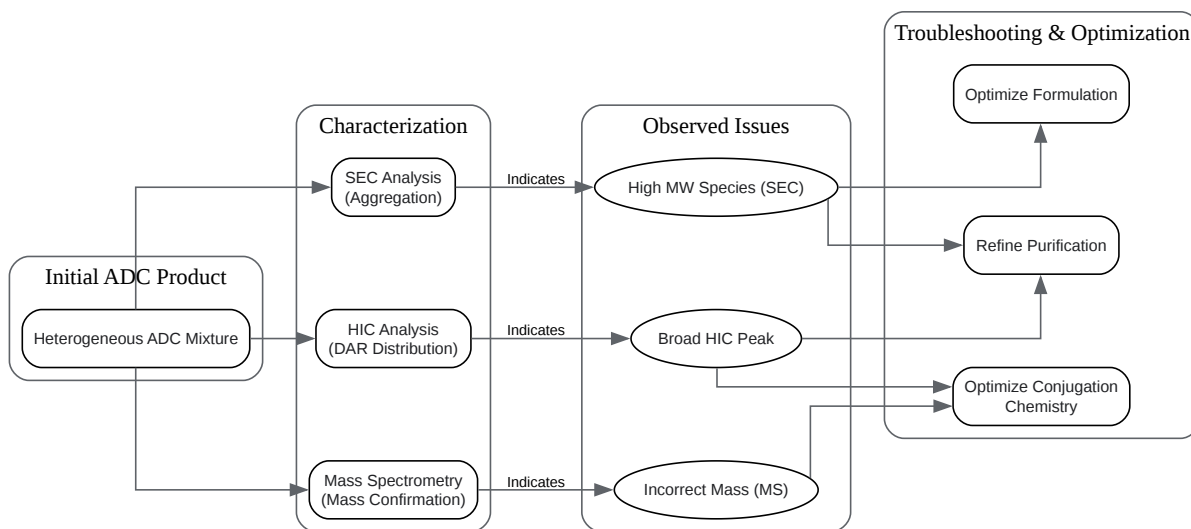 Initial ADC Product
Heterogeneous ADC Mixture
Characterization
SEC Analysis
(Aggregation)
HIC Analysis
(DAR Distribution)
Mass Spectrometry
(Mass Confirmation)
Indicates
Indicates
Indicates
Observed Issues
High MW Species (SEC)
Broad HIC Peak
Incorrect Mass (MS)
Troubleshooting & Optimization
Optimize Formulation
Refine Purification
Optimize Conjugation
Chemistry